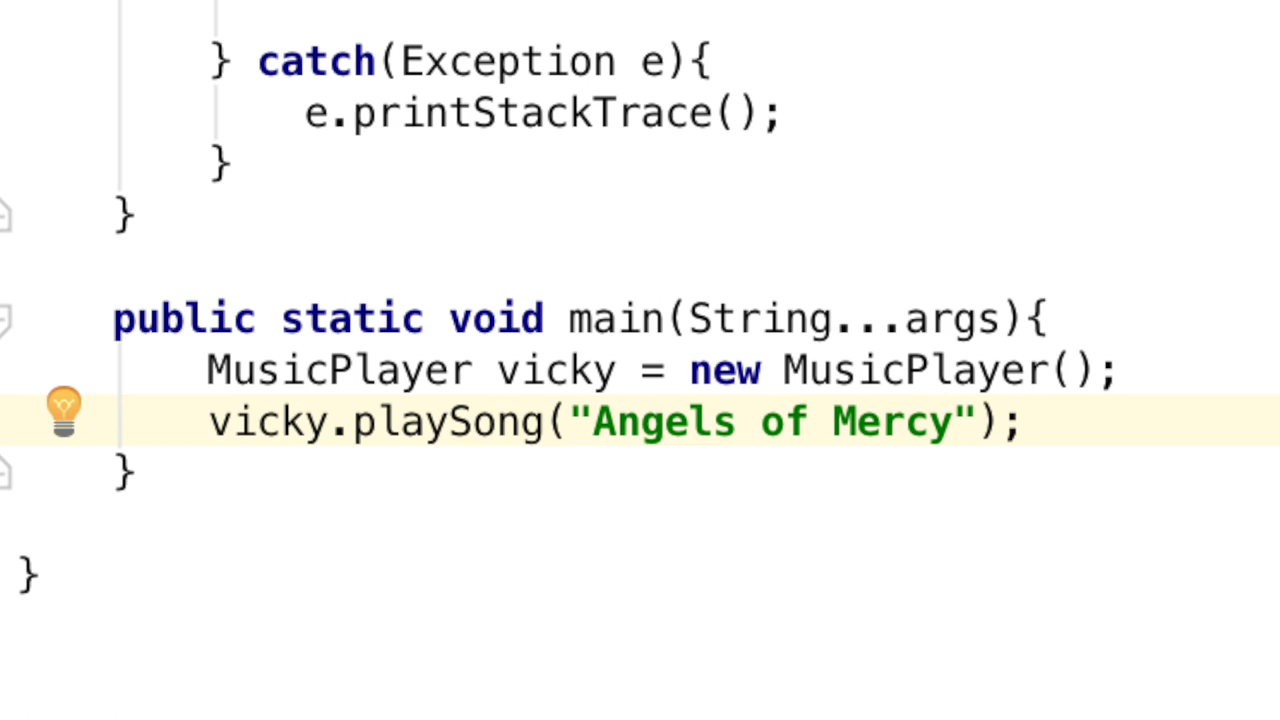 } catch(Exception e){
e.printStackTrace();
}
}
public static void main(String...args){
MusicPlayer vicky = new MusicPlayer();
vicky.playSong("Angels of Mercy");
}
}